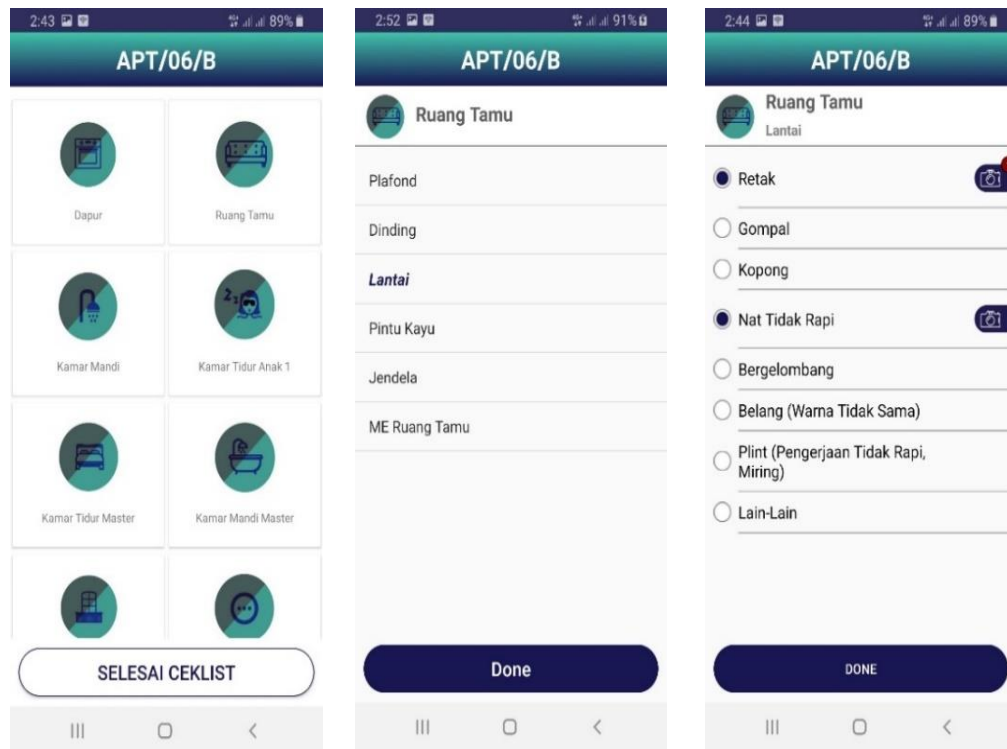 2:43
89%
APT/06/B
Dapur
Ruang Tamu
Kamar Mandi
Kamar Tidur Anak 1
Kamar Tidur Master
Kamar Mandi Master
SELESAI CEKLIST
2:52
91%
APT/06/B
Ruang Tamu
Plafond
Dinding
Lantai
Pintu Kayu
Jendela
ME Ruang Tamu
Done
2:44
89%
APT/06/B
Ruang Tamu
Lantai
Retak
Gompal
Kopong
Nat Tidak Rapi
Bergelombang
Belang (Warna Tidak Sama)
Plint (Pengerjaan Tidak Rapi,
Miring)
Lain-Lain
DONE